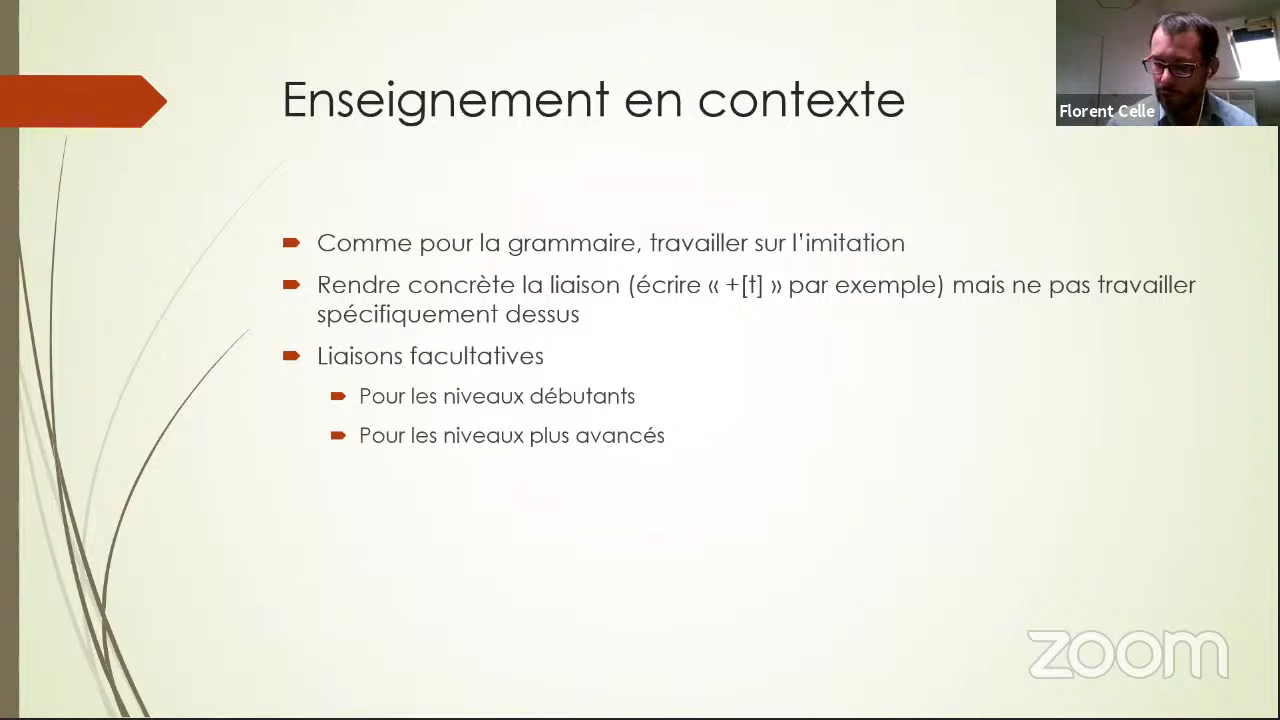 Enseignement en contexte
Florent Celle
Comme pour la grammaire, travailler sur l'imitation
Rendre concrète la liaison (écrire « +[t] » par exemple) mais ne pas travailler
spécifiquement dessus
Liaisons facultatives
Pour les niveaux débutants
Pour les niveaux plus avancés
zoom